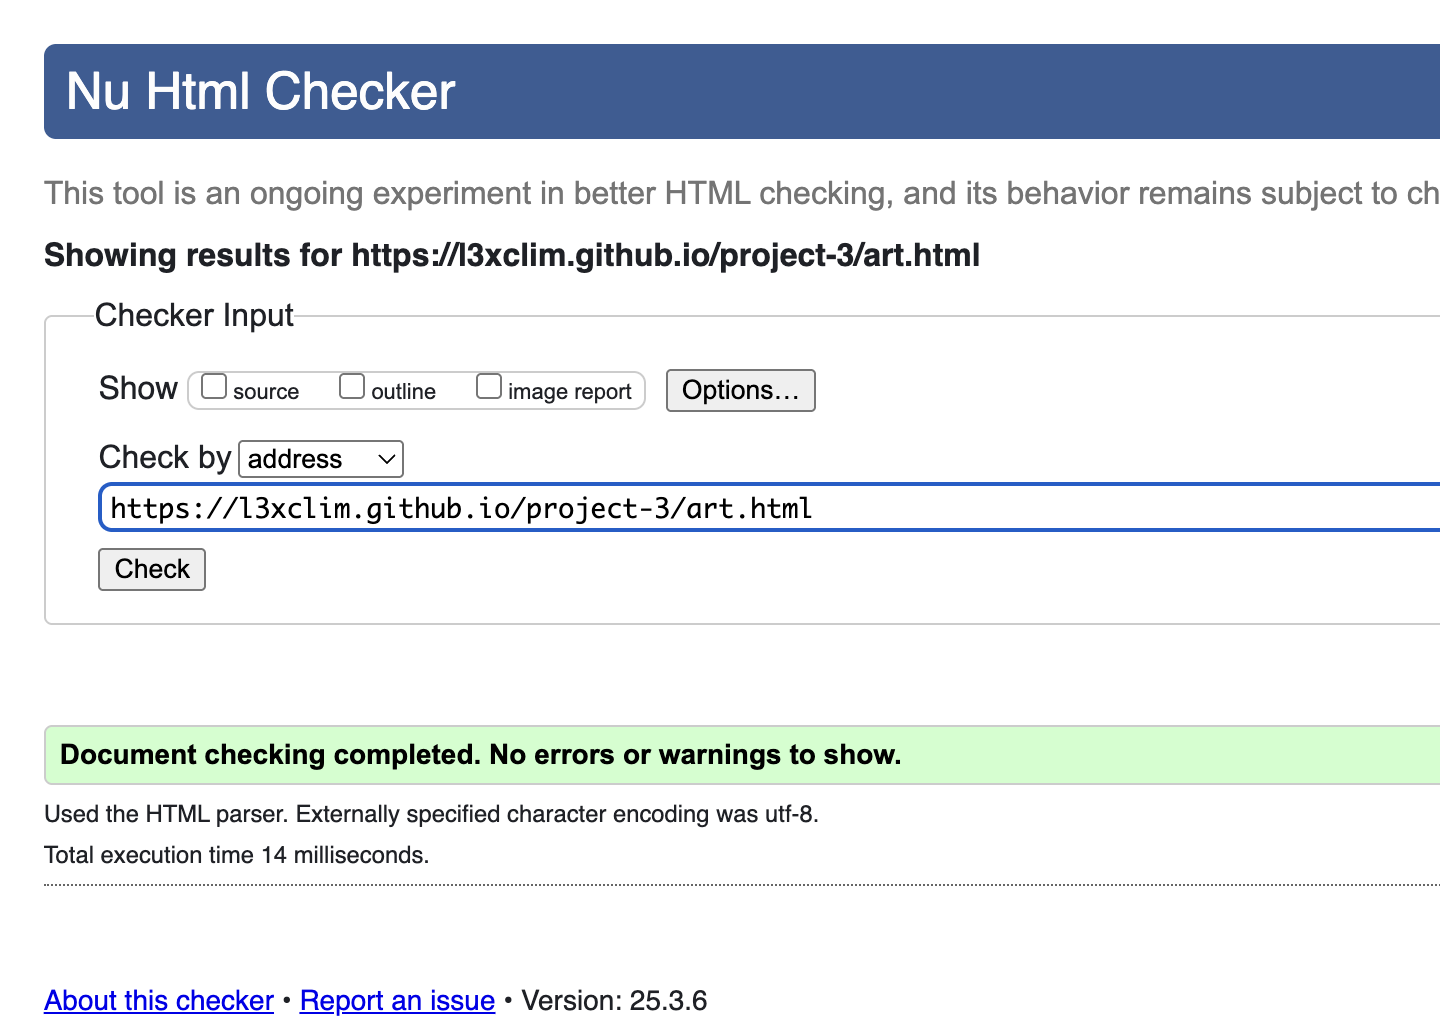 Nu Html Checker
This tool is an ongoing experiment in better HTML checking, and its behavior remains subject to ch
Showing results for https://l3xclim.github.io/project-3/art.html
Checker Input
Show source outline image report Options…
Check by address
https://l3xclim.github.io/project-3/art.html
Check
Document checking completed. No errors or warnings to show.
Used the HTML parser. Externally specified character encoding was utf-8.
Total execution time 14 milliseconds.
About this checker • Report an issue • Version: 25.3.6